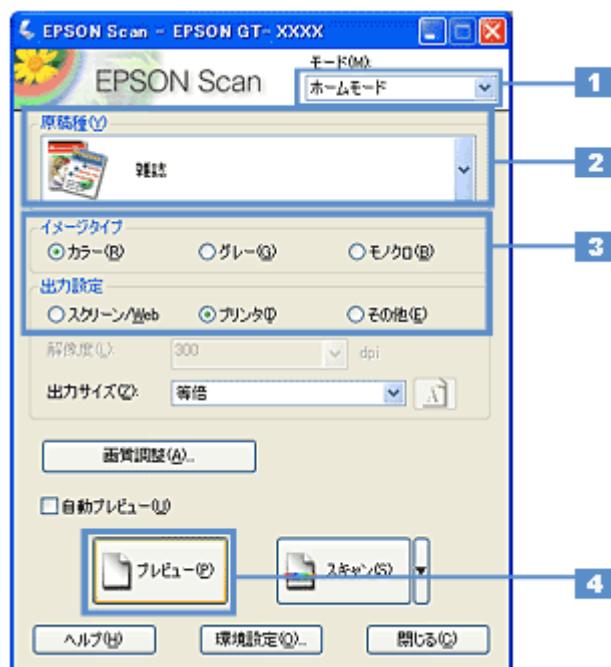 EPSON Scan - EPSON GT- XXXX
EPSON Scan
モード(M):
ホームモード
1
原稿種(Y)
雑誌
2
イメージタイプ
カラー(R) グレー(G) モノクロ(B)
3
出力設定
スクリーン/Web プリンタ(I) その他(E)
解像度(L): 300 dpi
出力サイズ(Z): 等倍
A
画質調整(A)...
自動プレビュー(U)
プレビュー(P) スキャン(S)
4
ヘルプ(H) 環境設定(O)... 閉じる(C)